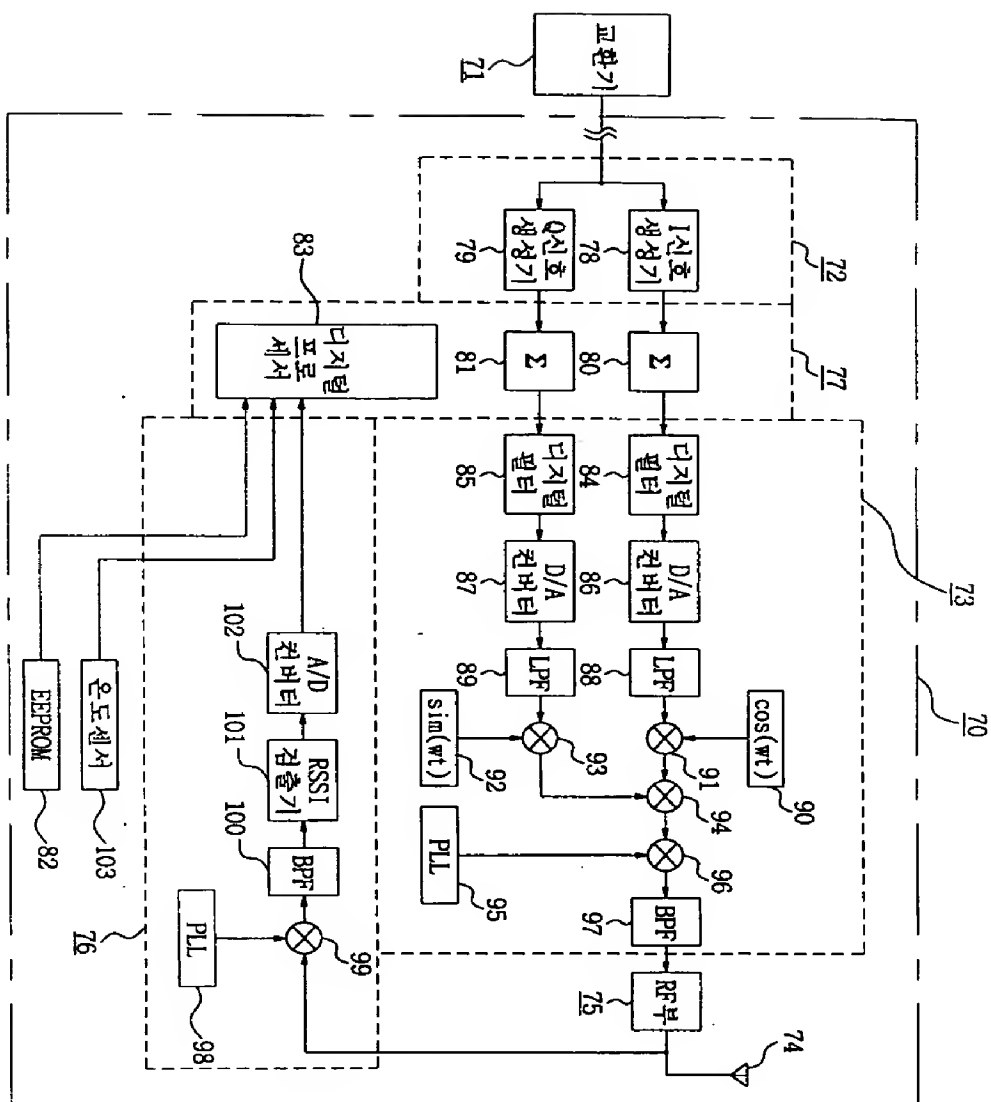 교환기
71
I신호
생성기
78
Q신호
생성기
79
72
Σ
80
Σ
81
77
디지털
프로
세서
83
디지털
필터
84
디지털
필터
85
D/A
컨버터
86
D/A
컨버터
87
LPF
88
LPF
89
cos(wt)
90
91
sim(wt)
92
93
94
PLL
95
96
BPF
97
73
70
RF부
75
74
PLL
98
99
BPF
100
RSSI
검출기
101
A/D
컨버터
102
76
온도센서
103
EEPROM
82